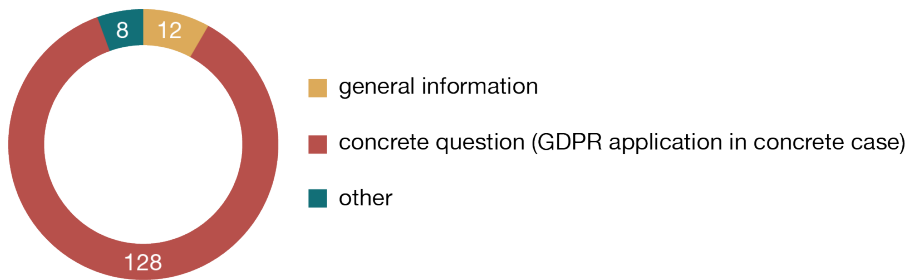 8 12
general information
concrete question (GDPR application in concrete case)
other
128